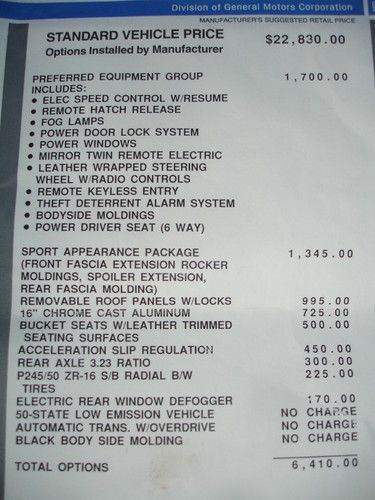 Division of General Motors Corporation
MANUFACTURER'S SUGGESTED RETAIL PRICE
STANDARD VEHICLE PRICE $22,830.00
Options Installed by Manufacturer
PREFERRED EQUIPMENT GROUP 1,700.00
INCLUDES:
• ELEC SPEED CONTROL W/RESUME
• REMOTE HATCH RELEASE
• FOG LAMPS
• POWER DOOR LOCK SYSTEM
• POWER WINDOWS
• MIRROR TWIN REMOTE ELECTRIC
• LEATHER WRAPPED STEERING
WHEEL W/RADIO CONTROLS
• REMOTE KEYLESS ENTRY
• THEFT DETERRENT ALARM SYSTEM
• BODYSIDE MOLDINGS
• POWER DRIVER SEAT (6 WAY)
SPORT APPEARANCE PACKAGE 1,345.00
(FRONT FASCIA EXTENSION ROCKER
MOLDINGS, SPOILER EXTENSION,
REAR FASCIA MOLDING)
REMOVABLE ROOF PANELS W/LOCKS 995.00
16" CHROME CAST ALUMINUM 725.00
BUCKET SEATS W/LEATHER TRIMMED 500.00
SEATING SURFACES
ACCELERATION SLIP REGULATION 450.00
REAR AXLE 3.23 RATIO 300.00
P245/50 ZR-16 S/B RADIAL B/W 225.00
TIRES
ELECTRIC REAR WINDOW DEFOGGER 170.00
50-STATE LOW EMISSION VEHICLE NO CHARGE
AUTOMATIC TRANS. W/OVERDRIVE NO CHARGE
BLACK BODY SIDE MOLDING NO CHARGE
TOTAL OPTIONS 6,410.00